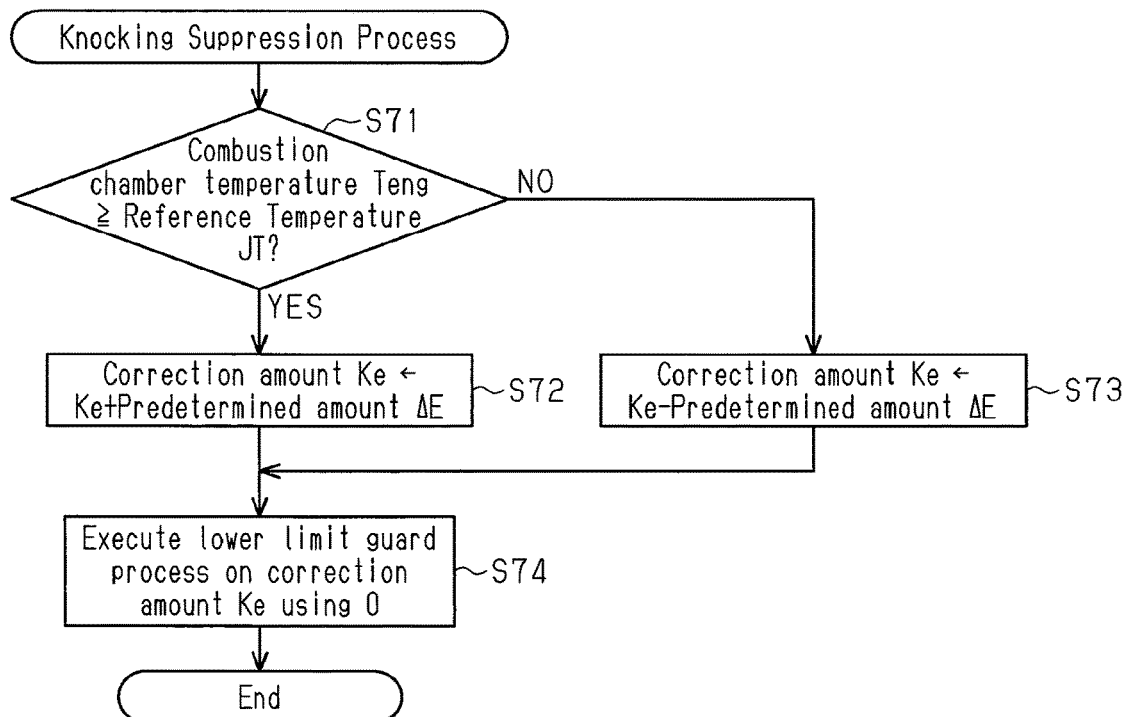 Knocking Suppression Process
S71
Combustion
chamber temperature Teng
≧ Reference Temperature
JT?
NO
YES
Correction amount Ke ←
Ke+Predetermined amount ΔE
S72
Correction amount Ke ←
Ke-Predetermined amount ΔE
S73
Execute lower limit guard
process on correction
amount Ke using 0
S74
End